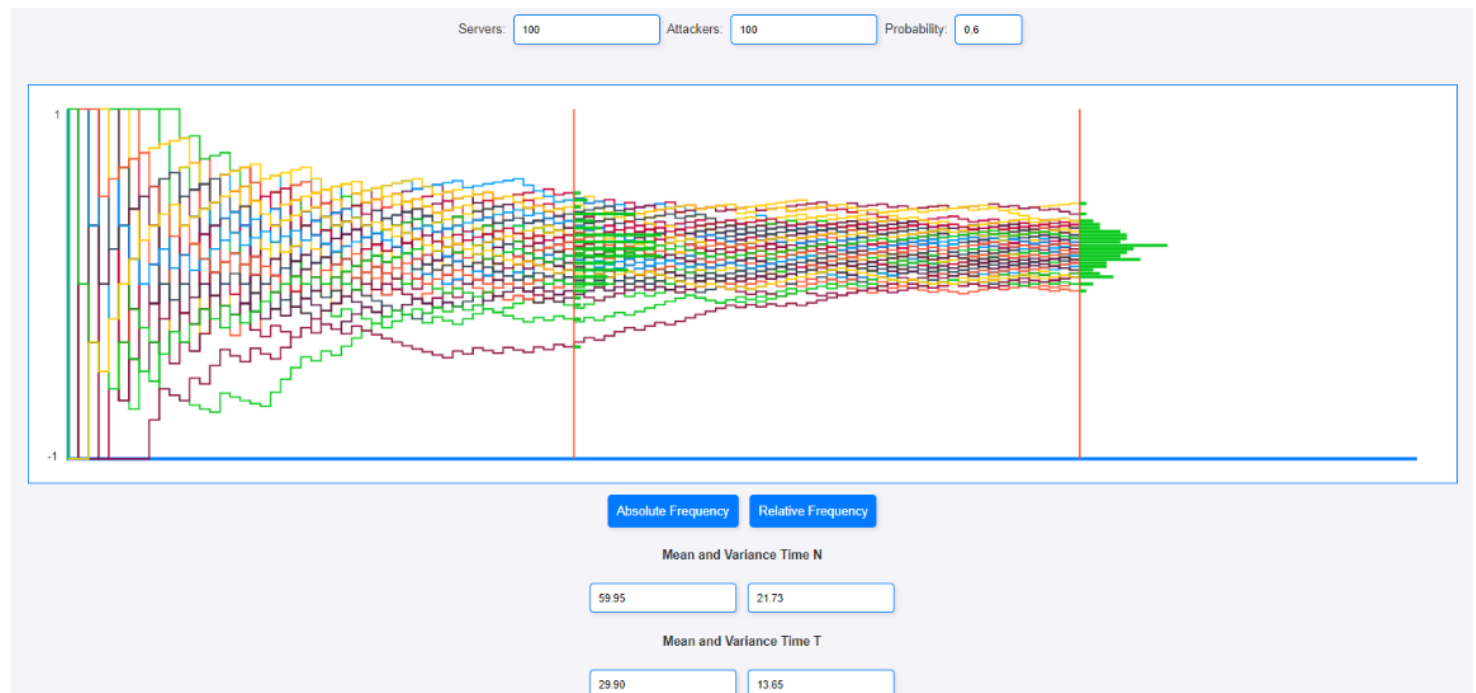 Servers: 100 Attackers: 100 Probability: 0,6
1
-1
Absolute Frequency Relative Frequency
Mean and Variance Time N
59.95 21.73
Mean and Variance Time T
29.90 13.65